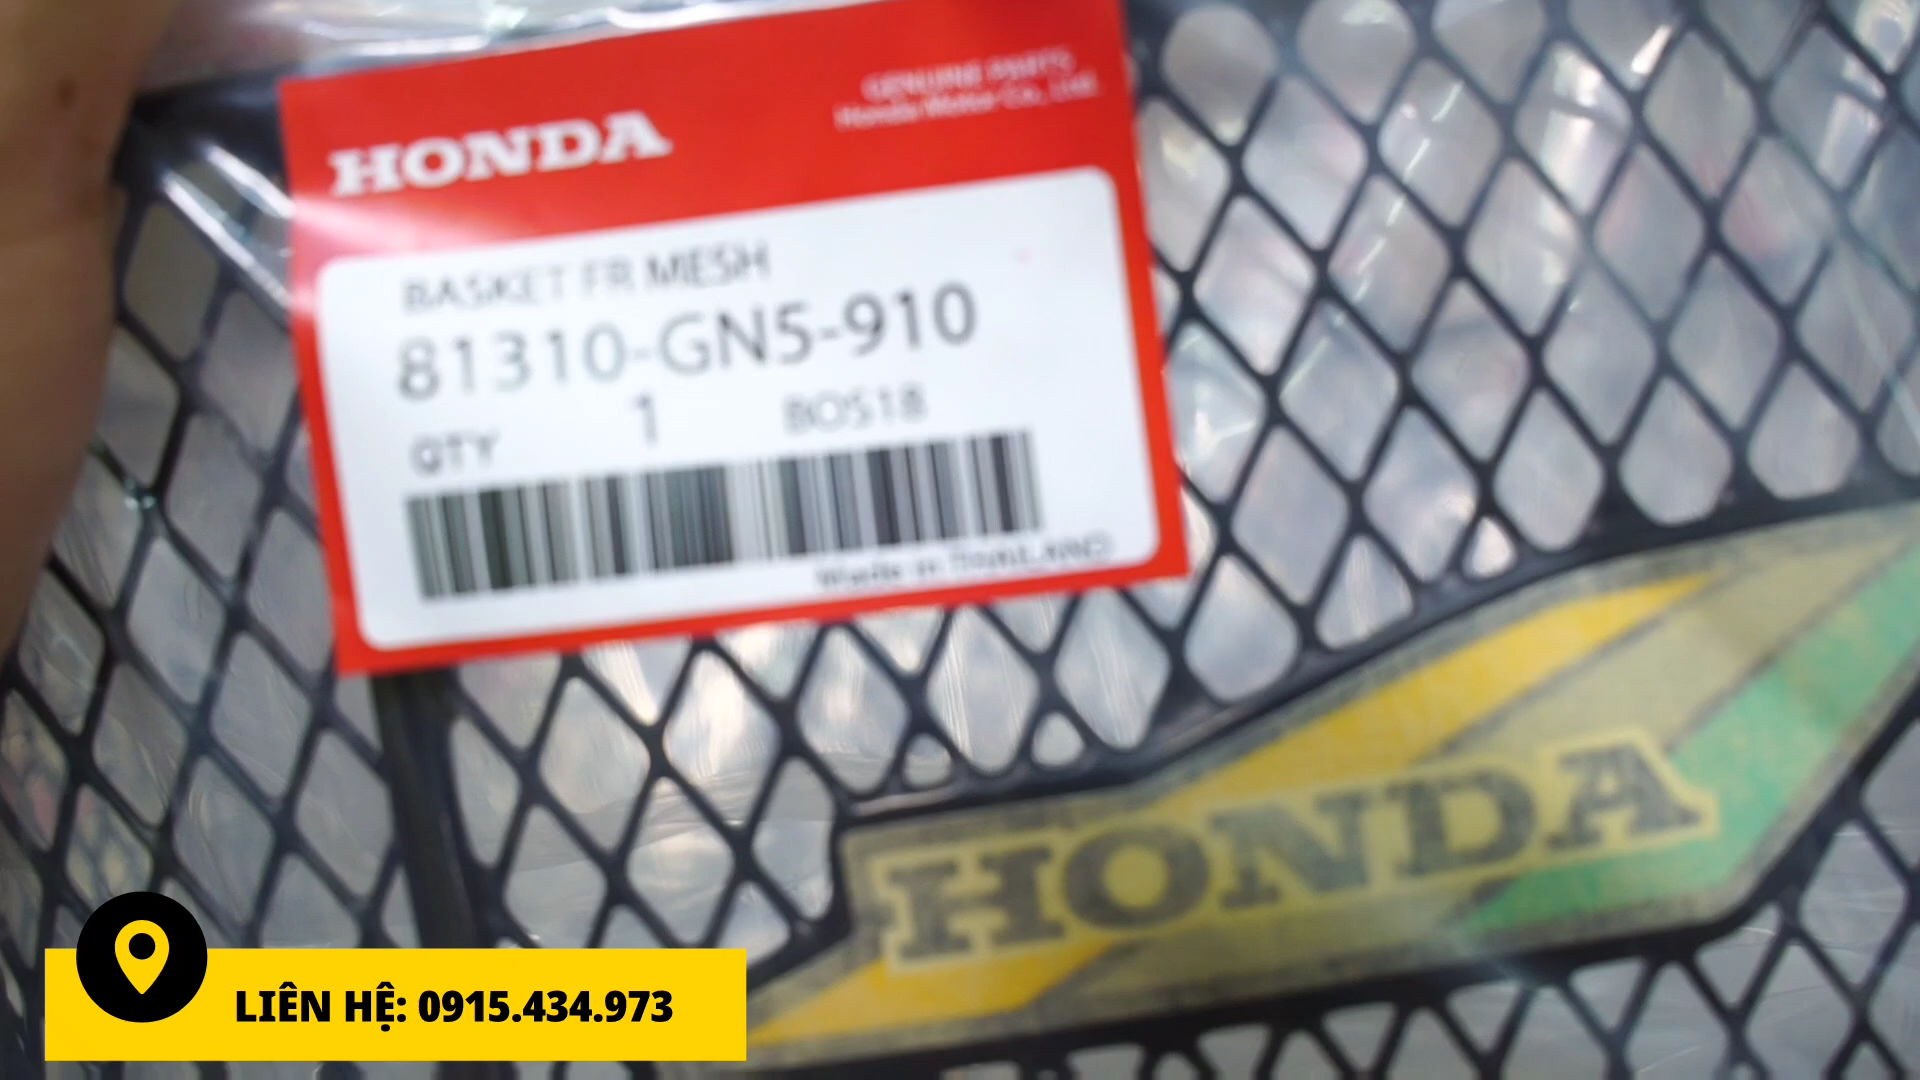 HONDA
GENUINE PARTS
Honda Motor Co., Ltd.
BASKET FR MESH
81310-GN5-910
QTY 1 BOS18
Made in THAILAND
HONDA
LIÊN HỆ: 0915.434.973